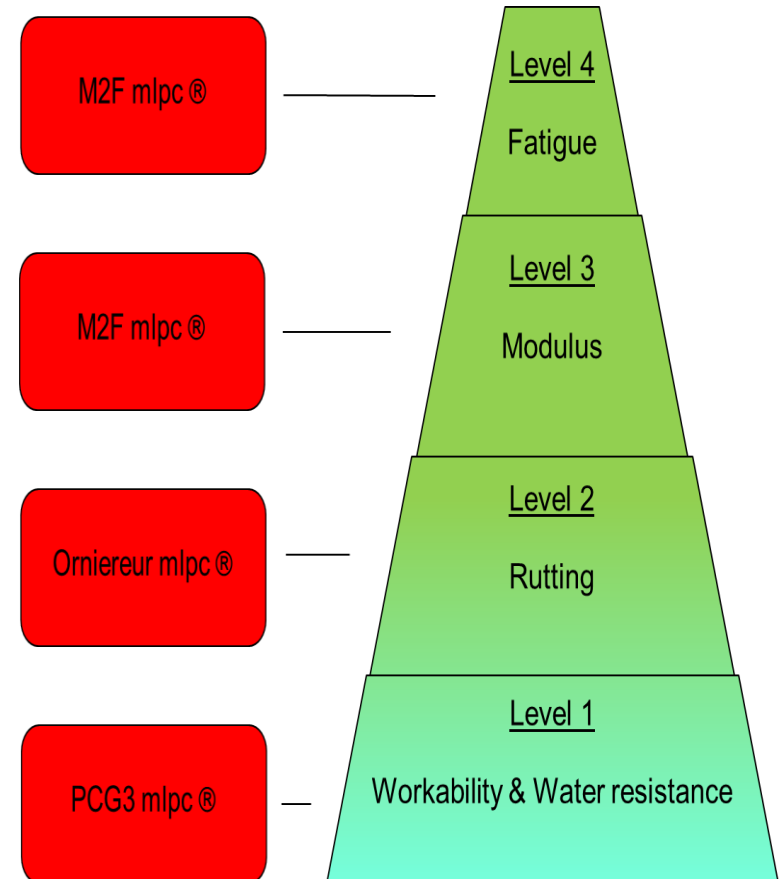 M2F mlpc ®
Level 4
Fatigue
M2F mlpc ®
Level 3
Modulus
Orniereur mlpc ®
Level 2
Rutting
PCG3 mlpc ®
Level 1
Workability & Water resistance